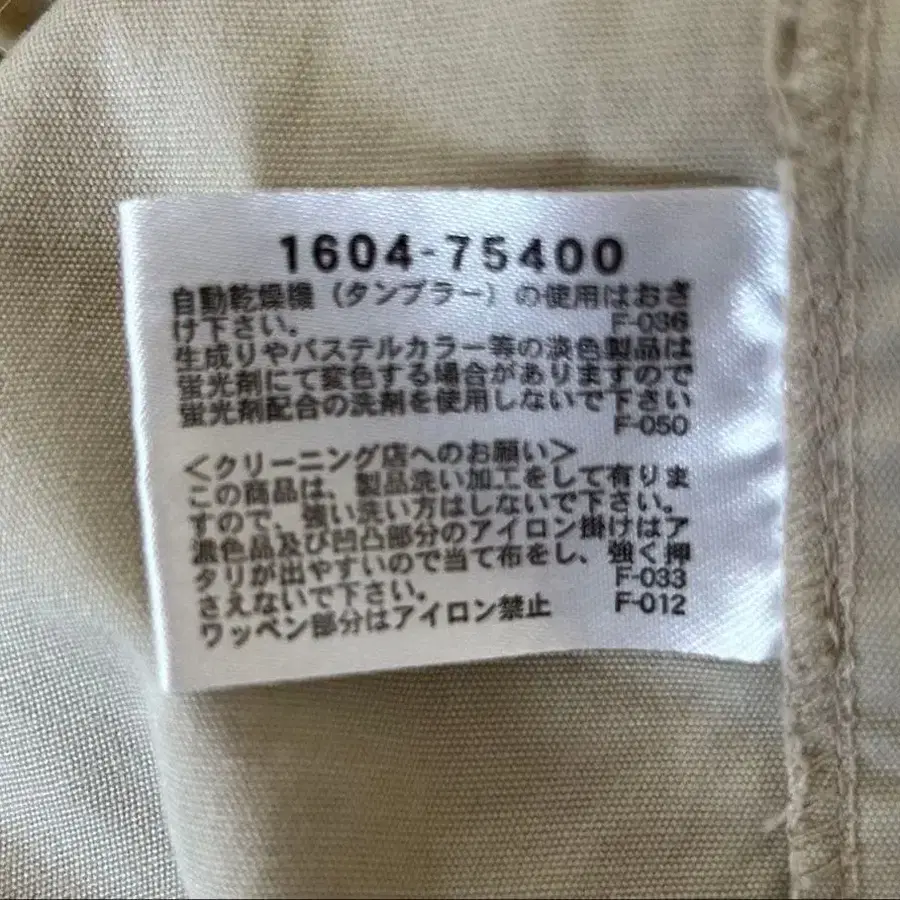 1604-75400
自動乾燥機（タンブラー）の使用はおさ
け下さい。 F-036
生成りやパステルカラー等の淡色製品は
蛍光剤にて変色する場合がありますので
蛍光剤配合の洗剤を使用しないで下さい
F-050
＜クリーニング店へのお願い＞
この商品は、製品洗い加工をして有りま
すので、強い洗い方はしないで下さい。
濃色品及び凹凸部分のアイロン掛けはア
タリが出やすいので当て布をし、強く押
さえないで下さい。 F-033
ワッペン部分はアイロン禁止 F-012